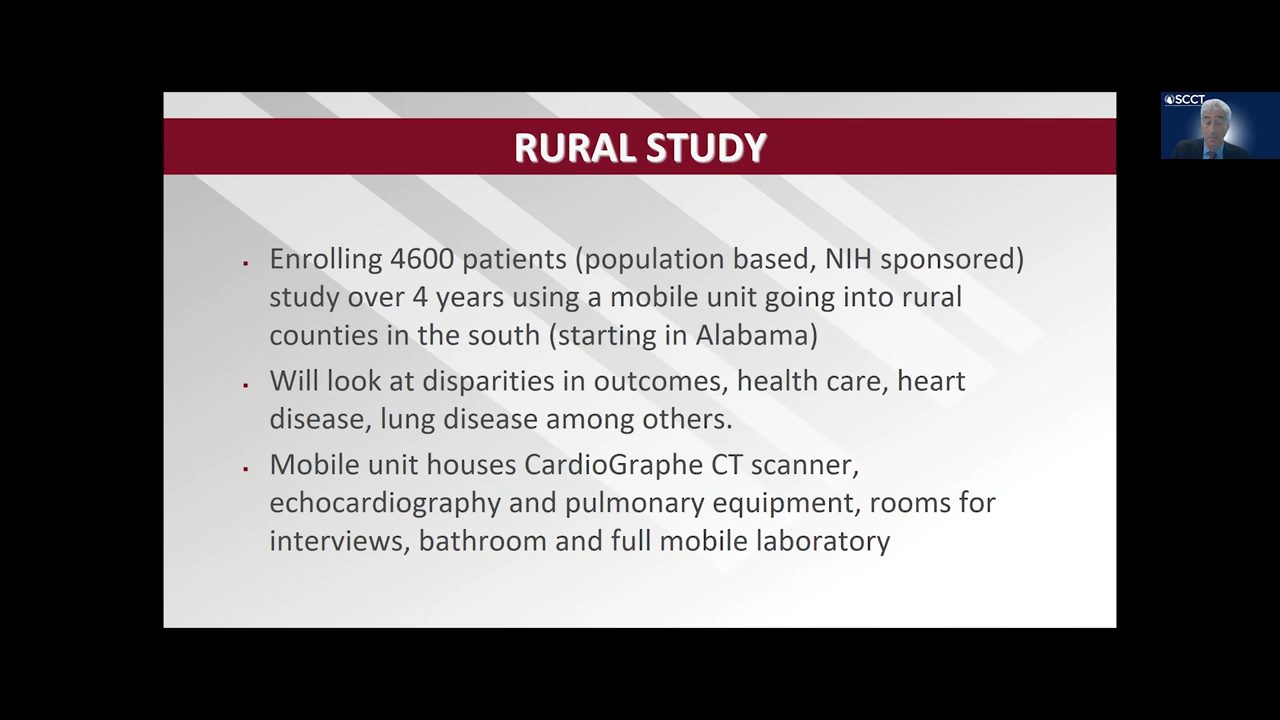 SCCT
RURAL STUDY
▪ Enrolling 4600 patients (population based, NIH sponsored)
study over 4 years using a mobile unit going into rural
counties in the south (starting in Alabama)
▪ Will look at disparities in outcomes, health care, heart
disease, lung disease among others.
▪ Mobile unit houses CardioGraphe CT scanner,
echocardiography and pulmonary equipment, rooms for
interviews, bathroom and full mobile laboratory